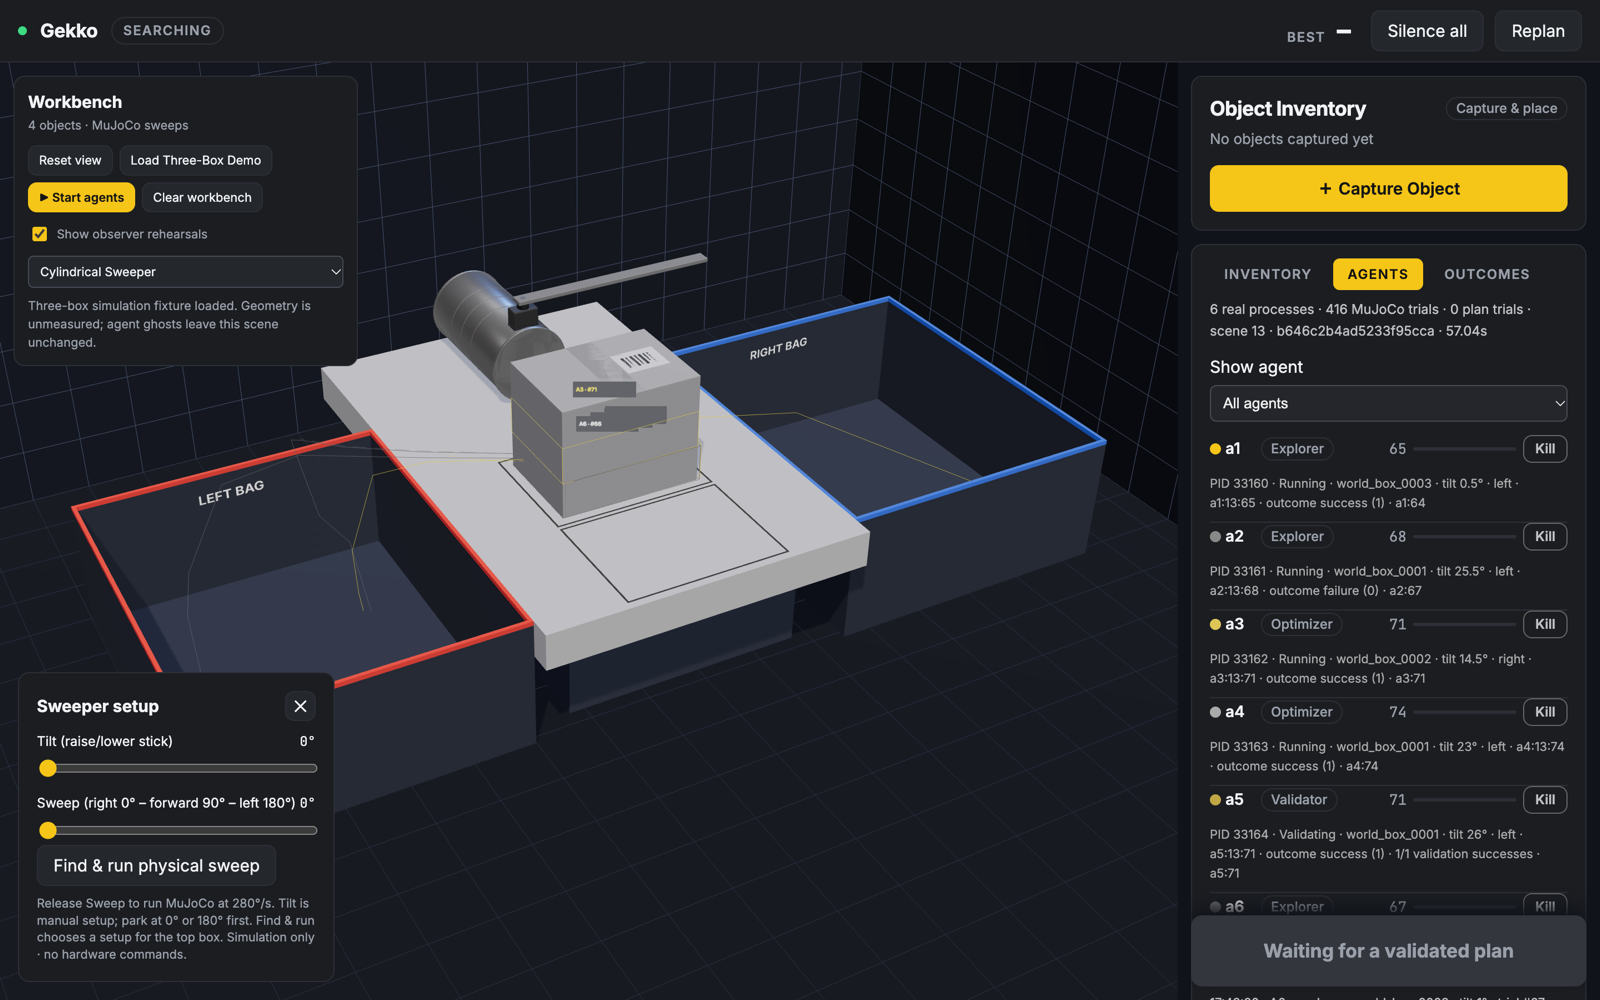 Gekko
SEARCHING
BEST
Silence all
Replan
Workbench
4 objects · MuJoCo sweeps
Reset view
Load Three-Box Demo
▶ Start agents
Clear workbench
Show observer rehearsals
Cylindrical Sweeper
Three-box simulation fixture loaded. Geometry is
unmeasured; agent ghosts leave this scene
unchanged.
LEFT BAG
RIGHT BAG
A3 · #71
A6 · #66
Sweeper setup
Tilt (raise/lower stick) 0°
Sweep (right 0° – forward 90° – left 180°) 0°
Find & run physical sweep
Release Sweep to run MuJoCo at 280°/s. Tilt is
manual setup; park at 0° or 180° first. Find & run
chooses a setup for the top box. Simulation only
· no hardware commands.
Object Inventory
Capture & place
No objects captured yet
+ Capture Object
INVENTORY
AGENTS
OUTCOMES
6 real processes · 416 MuJoCo trials · 0 plan trials ·
scene 13 · b646c2b4ad5233f95cca · 57.04s
Show agent
All agents
a1 Explorer 65 Kill
PID 33160 · Running · world_box_0003 · tilt 0.5° · left ·
a1:13:65 · outcome success (1) · a1:64
a2 Explorer 68 Kill
PID 33161 · Running · world_box_0001 · tilt 25.5° · left ·
a2:13:68 · outcome failure (0) · a2:67
a3 Optimizer 71 Kill
PID 33162 · Running · world_box_0002 · tilt 14.5° · right ·
a3:13:71 · outcome success (1) · a3:71
a4 Optimizer 74 Kill
PID 33163 · Running · world_box_0001 · tilt 23° · left · a4:13:74
· outcome success (1) · a4:74
a5 Validator 71 Kill
PID 33164 · Validating · world_box_0001 · tilt 26° · left ·
a5:13:71 · outcome success (1) · 1/1 validation successes ·
a5:71
a6 Explorer 67 Kill
Waiting for a validated plan